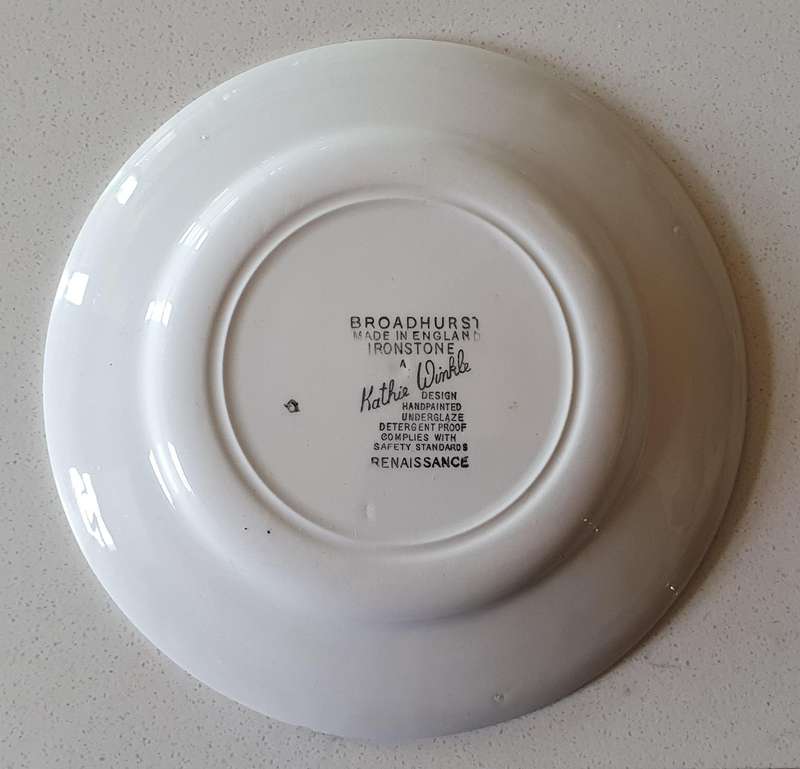 BROADHURST
MADE IN ENGLAND
IRONSTONE
A
Kathie Winkle
DESIGN
HANDPAINTED
UNDERGLAZE
DETERGENT PROOF
COMPLIES WITH
SAFETY STANDARDS
RENAISSANCE